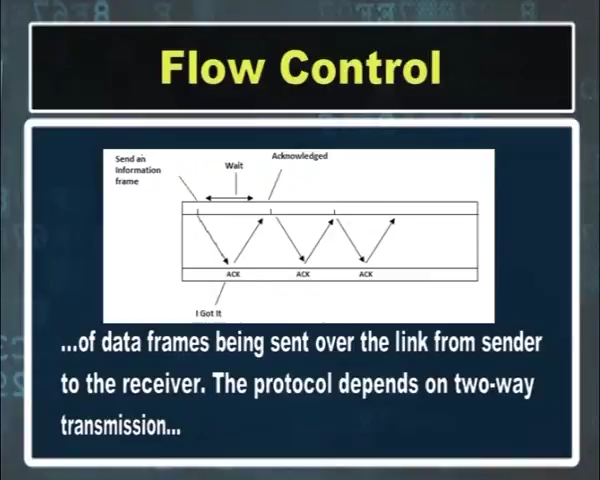 Flow Control
Send an
Information
frame
Wait
Acknowledged
ACK
ACK
ACK
I Got It
...of data frames being sent over the link from sender
to the receiver. The protocol depends on two-way
transmission...